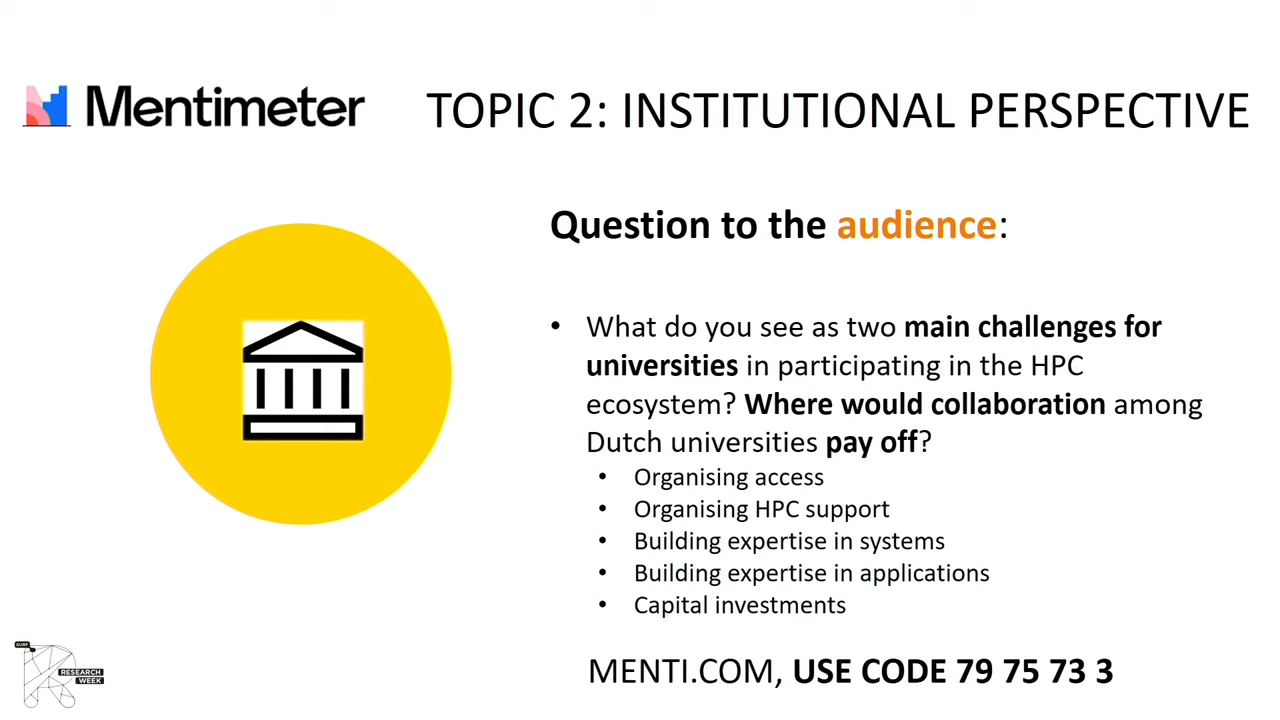 Mentimeter
TOPIC 2: INSTITUTIONAL PERSPECTIVE
Question to the audience:
• What do you see as two main challenges for
universities in participating in the HPC
ecosystem? Where would collaboration among
Dutch universities pay off?
• Organising access
• Organising HPC support
• Building expertise in systems
• Building expertise in applications
• Capital investments
MENTI.COM, USE CODE 79 75 73 3
SURF
RESEARCH
WEEK